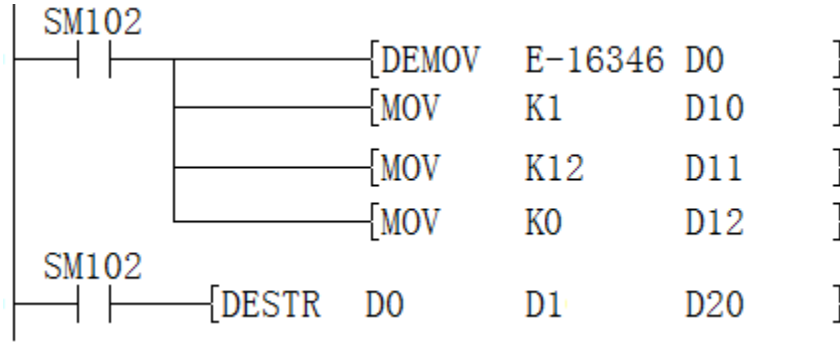 SM102
[DEMOV E-16346 D0 ]
[MOV K1 D10 ]
[MOV K12 D11 ]
[MOV K0 D12 ]
SM102
[DESTR D0 D1 D20 ]